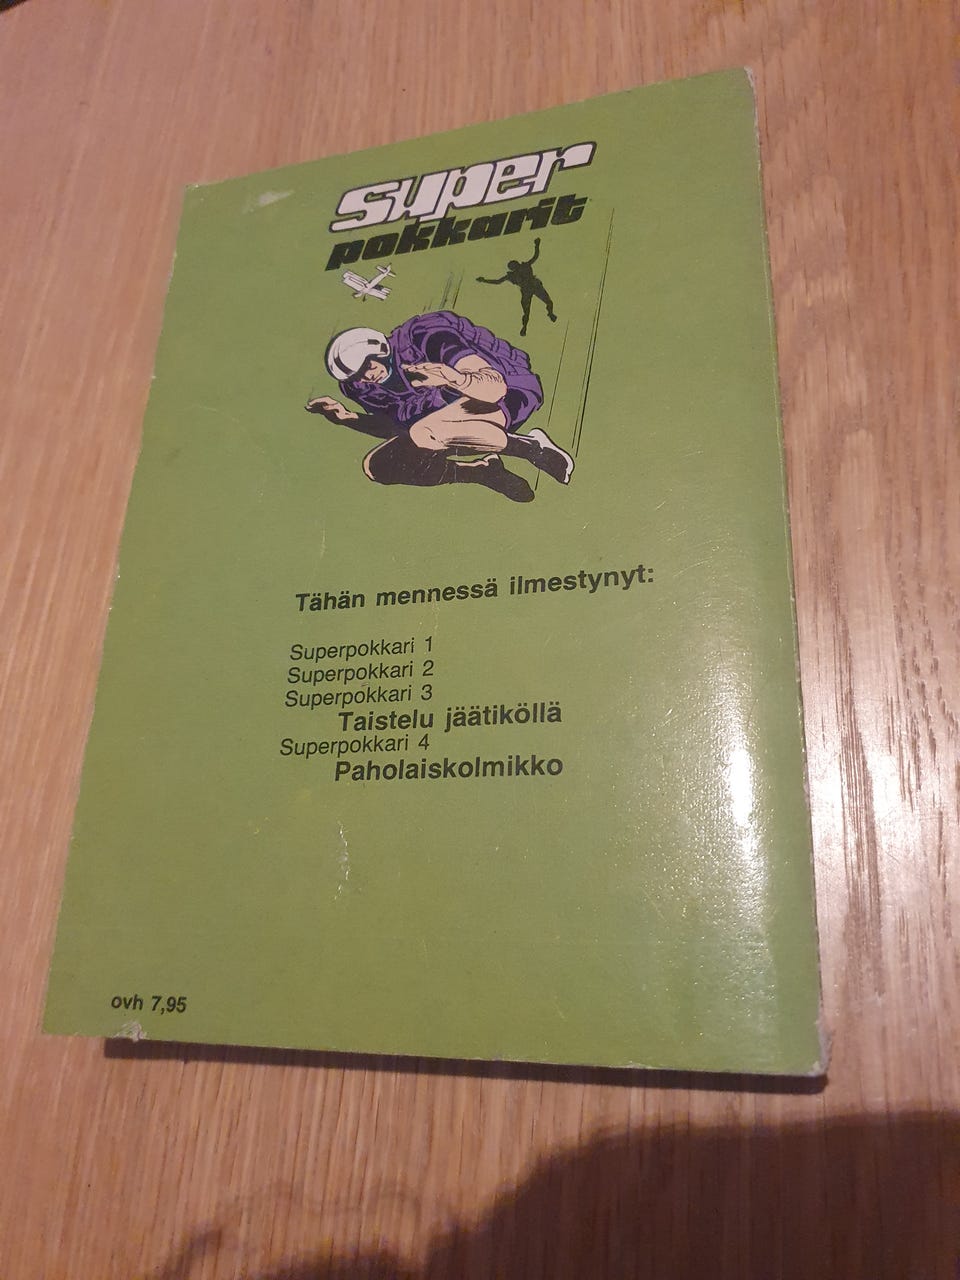 super
pokkarit
Tähän mennessä ilmestynyt:
Superpokkari 1
Superpokkari 2
Superpokkari 3
Taistelu jäätiköllä
Superpokkari 4
Paholaiskolmikko
ovh 7,95